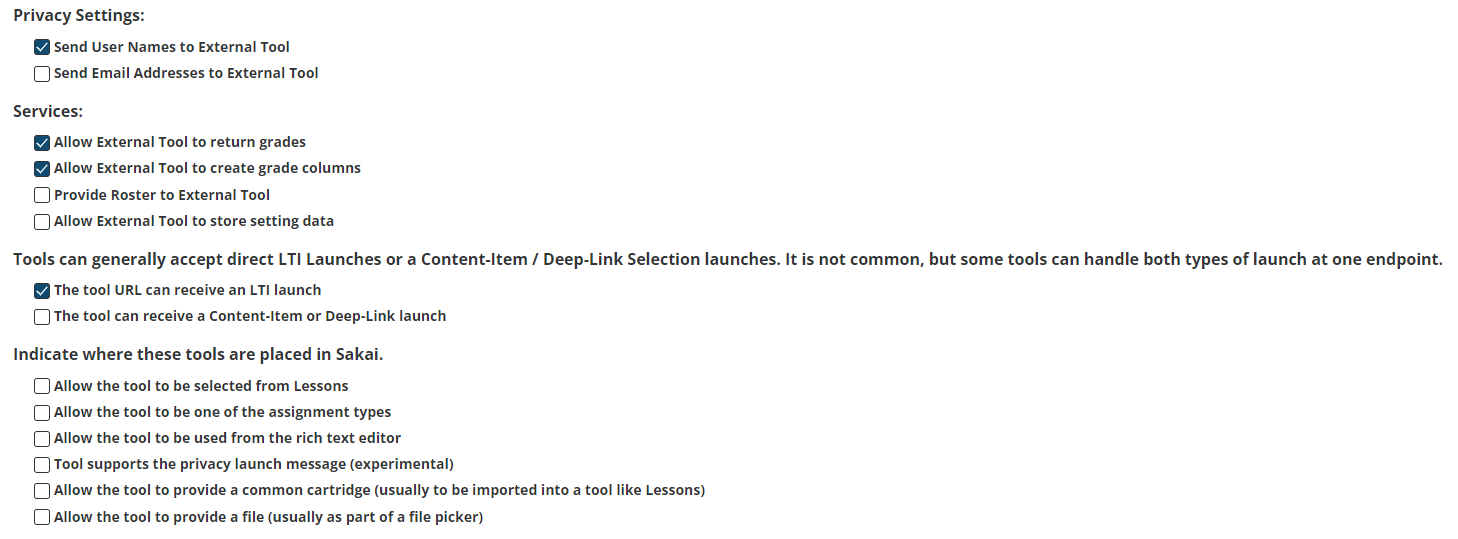 Privacy Settings:
Send User Names to External Tool
Send Email Addresses to External Tool
Services:
Allow External Tool to return grades
Allow External Tool to create grade columns
Provide Roster to External Tool
Allow External Tool to store setting data
Tools can generally accept direct LTI Launches or a Content-Item / Deep-Link Selection launches. It is not common, but some tools can handle both types of launch at one endpoint.
The tool URL can receive an LTI launch
The tool can receive a Content-Item or Deep-Link launch
Indicate where these tools are placed in Sakai.
Allow the tool to be selected from Lessons
Allow the tool to be one of the assignment types
Allow the tool to be used from the rich text editor
Tool supports the privacy launch message (experimental)
Allow the tool to provide a common cartridge (usually to be imported into a tool like Lessons)
Allow the tool to provide a file (usually as part of a file picker)